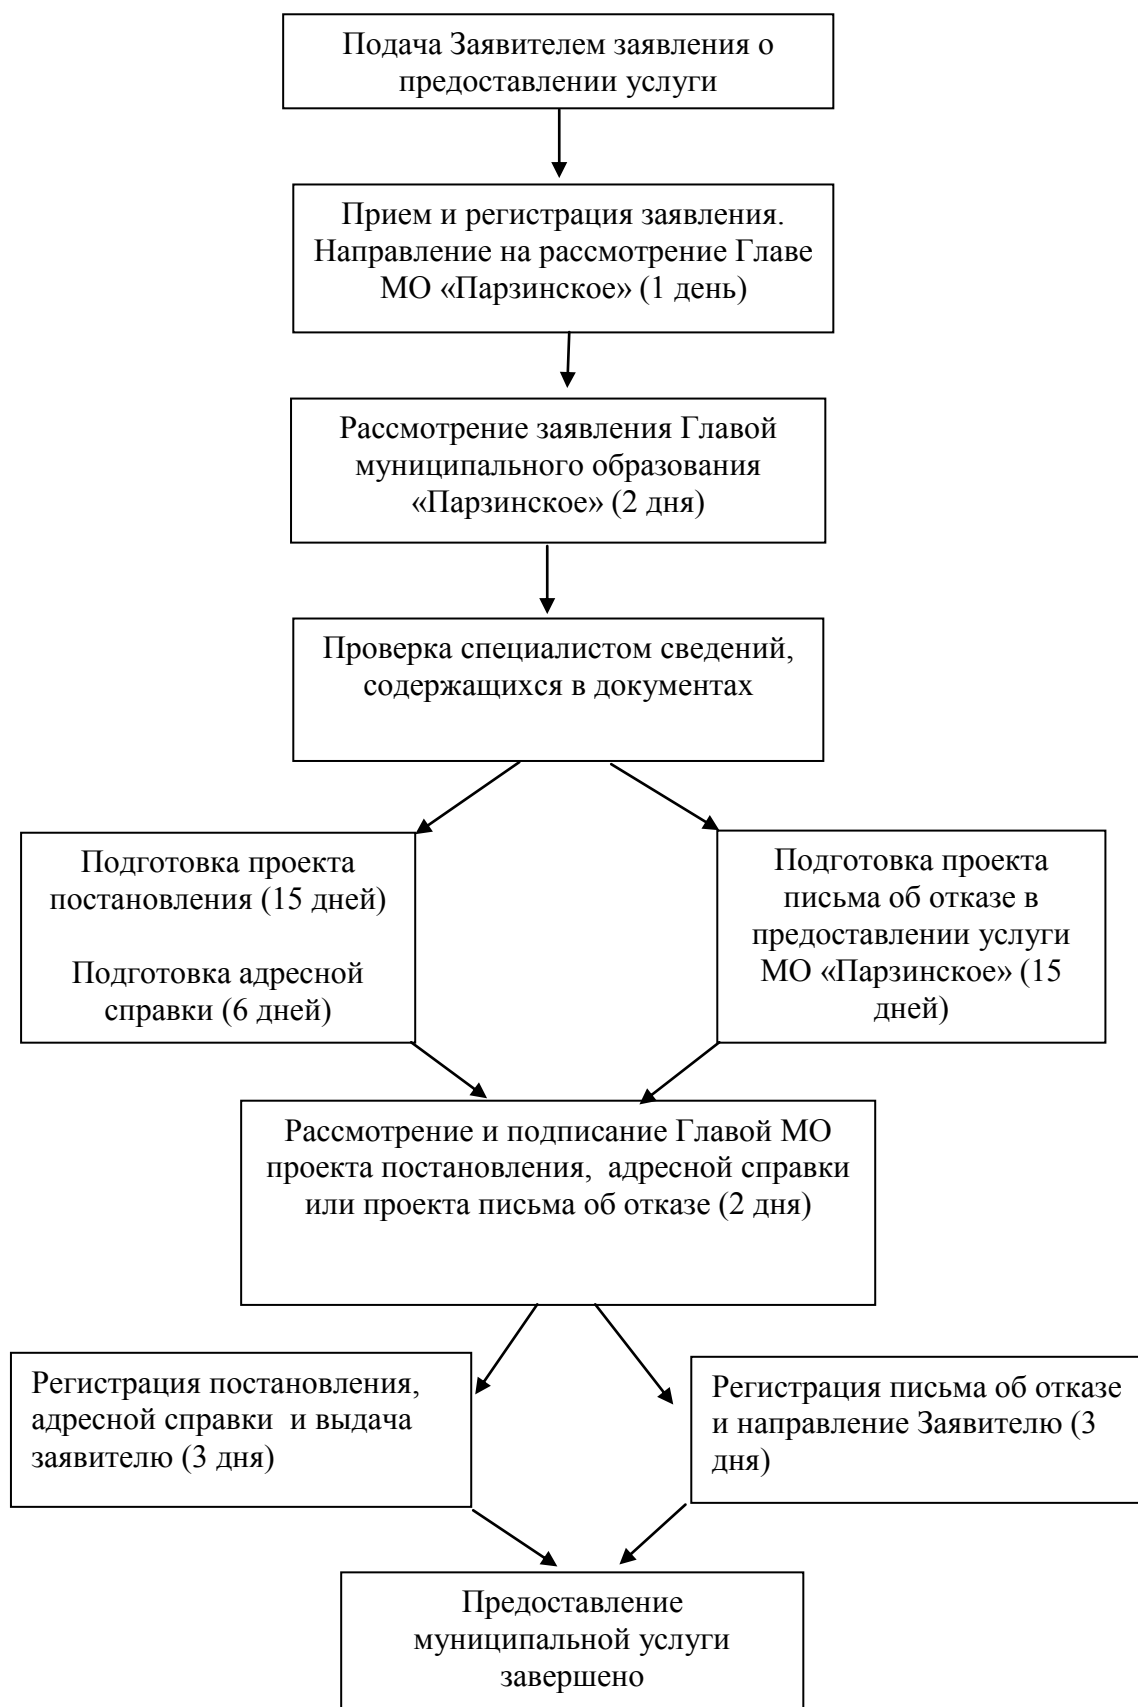 Подача Заявителем заявления о
предоставлении услуги
Прием и регистрация заявления.
Направление на рассмотрение Главе
МО «Парзинское» (1 день)
Рассмотрение заявления Главой
муниципального образования
«Парзинское» (2 дня)
Проверка специалистом сведений,
содержащихся в документах
Подготовка проекта
постановления (15 дней)
Подготовка адресной
справки (6 дней)
Подготовка проекта
письма об отказе в
предоставлении услуги
МО «Парзинское» (15
дней)
Рассмотрение и подписание Главой МО
проекта постановления,  адресной справки
или проекта письма об отказе (2 дня)
Регистрация постановления,
адресной справки  и выдача
заявителю (3 дня)
Регистрация письма об отказе
и направление Заявителю (3
дня)
Предоставление
муниципальной услуги
завершено